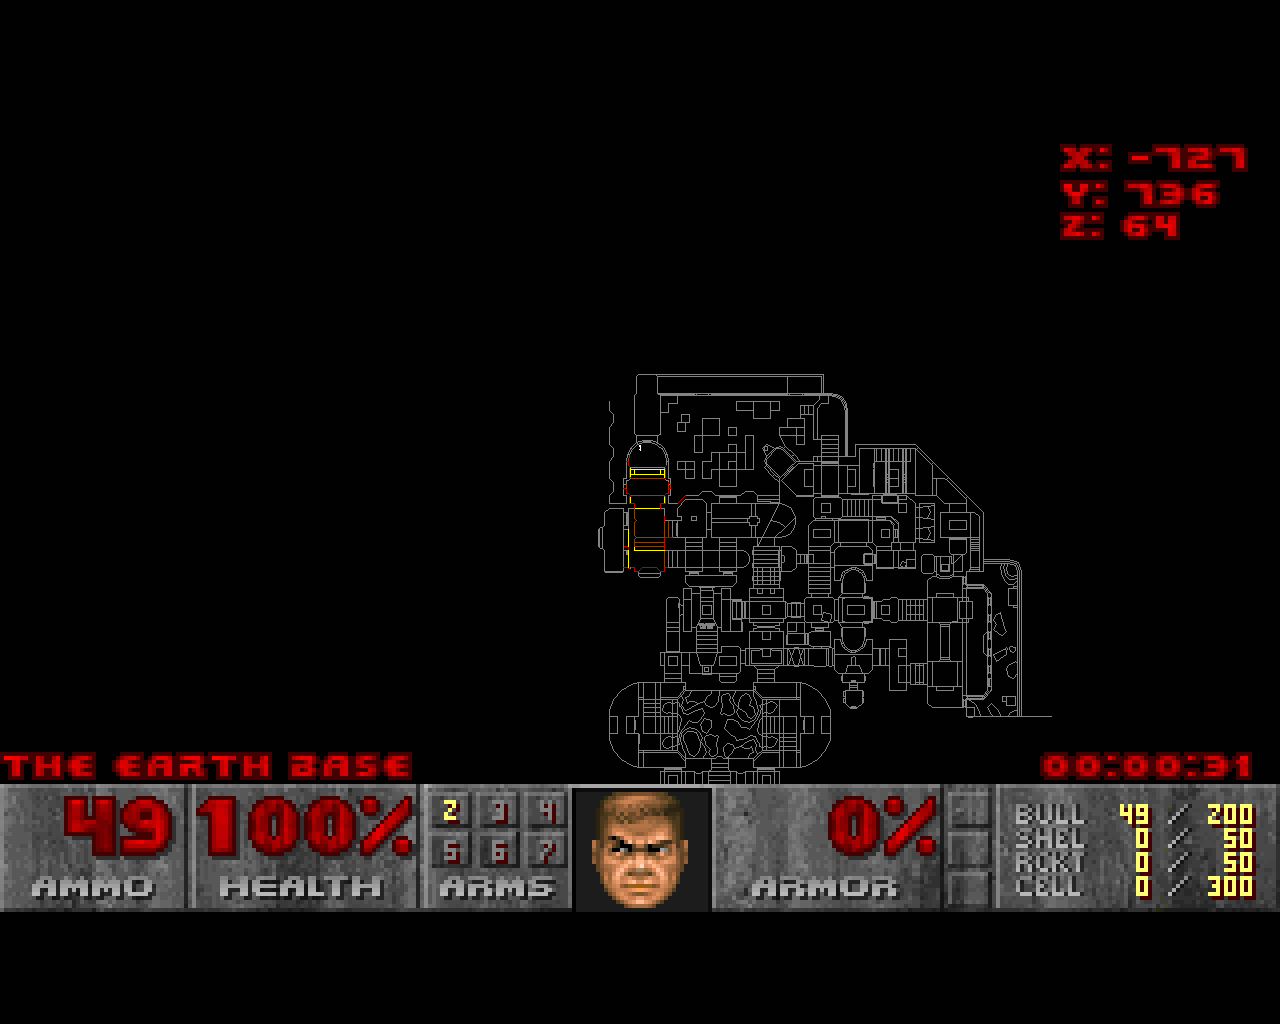 X: -727
Y: 736
Z: 64
THE EARTH BASE
00:00:31
49
100%
2 3 4
5 6 7
0%
BULL 49 / 200
SHEL 0 / 50
RCKT 0 / 50
CELL 0 / 300
AMMO
HEALTH
ARMS
ARMOR